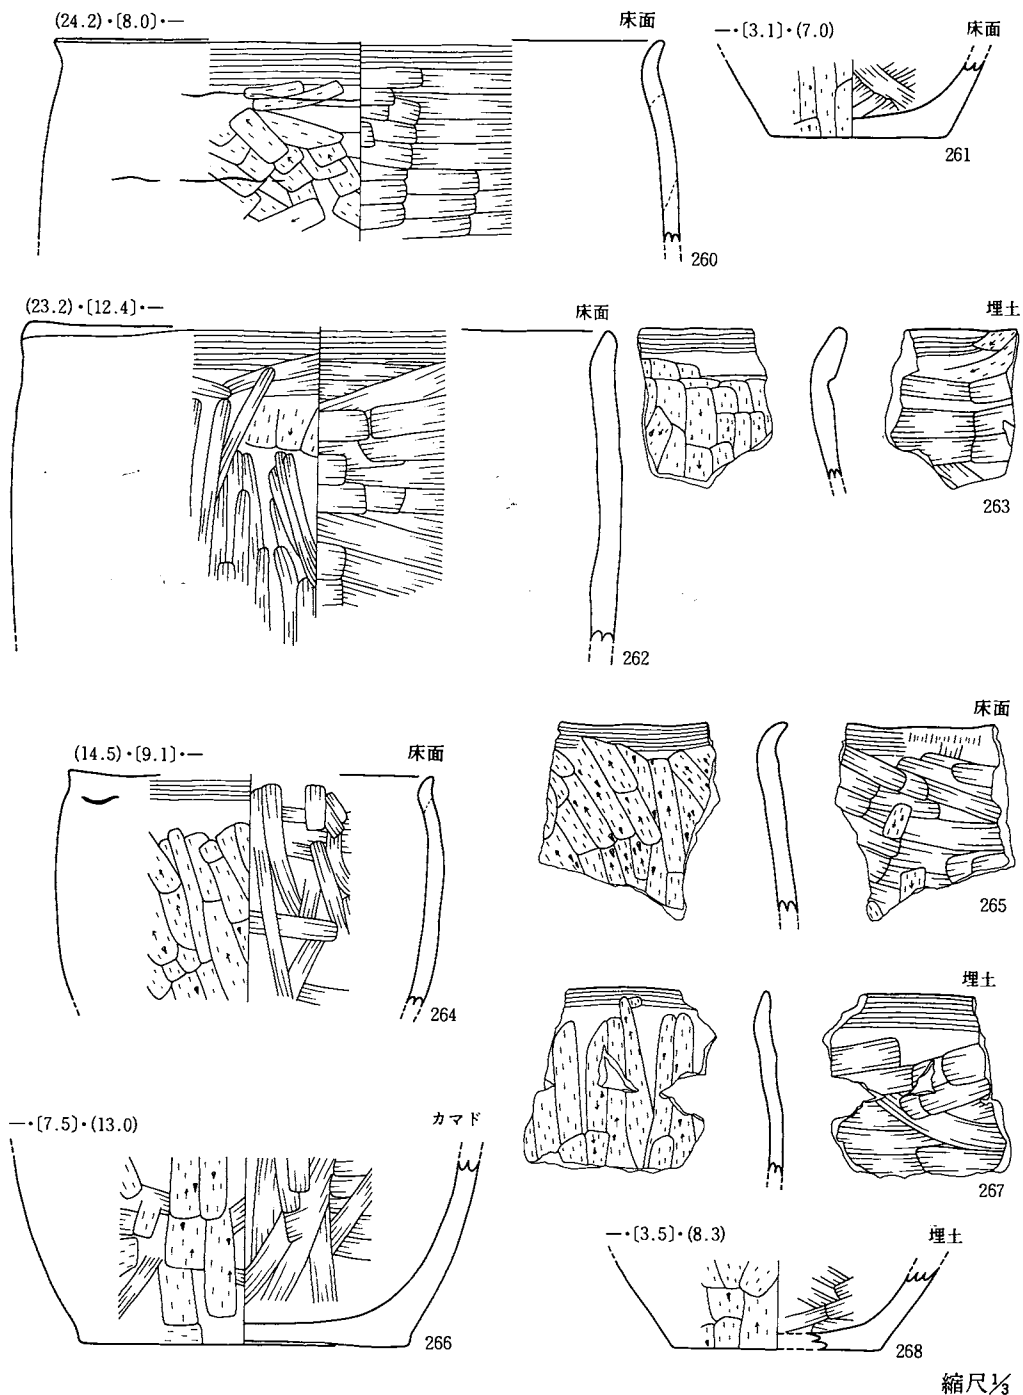 (24.2)・〔8.0〕・—
床面
260
—・〔3.1〕・(7.0)
床面
261
(23.2)・〔12.4〕・—
床面
262
埋土
263
(14.5)・〔9.1〕・—
床面
264
床面
265
—・〔7.5〕・(13.0)
カマド
266
埋土
267
—・〔3.5〕・(8.3)
埋土
268
縮尺⅓